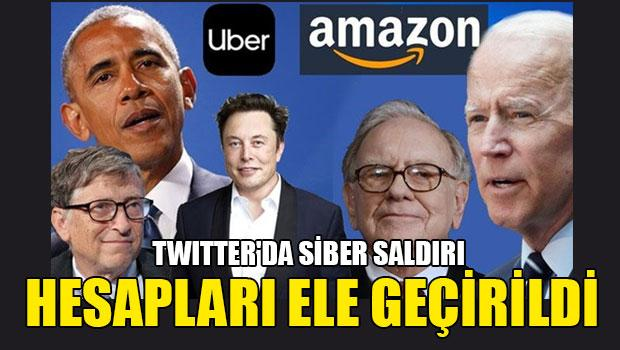 Uber
amazon
TWITTER'DA SİBER SALDIRI
HESAPLARI ELE GEÇİRİLDİ